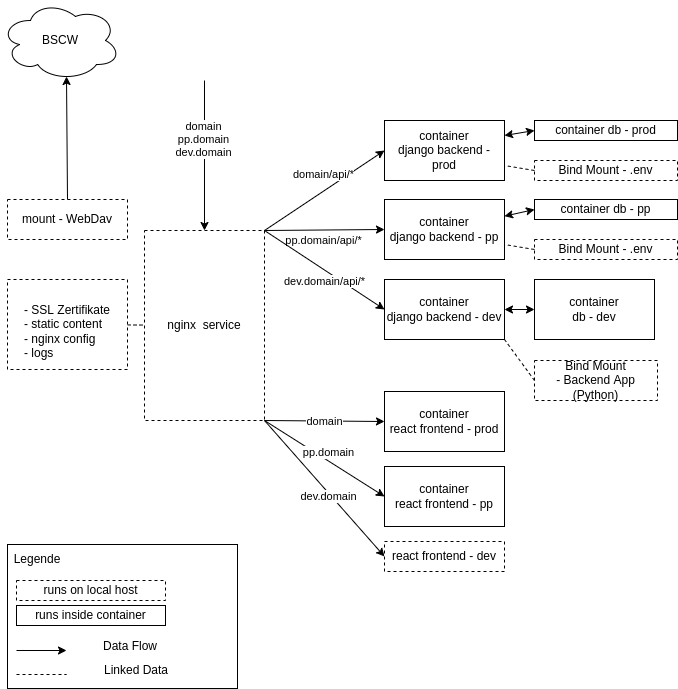 BSCW
domain
pp.domain
dev.domain
mount - WebDav
- SSL Zertifikate
- static content
- nginx config
- logs
nginx service
domain/api/*
pp.domain/api/*
dev.domain/api/*
domain
pp.domain
dev.domain
container
django backend -
prod
container db - prod
Bind Mount - .env
container
django backend - pp
container db - pp
Bind Mount - .env
container
django backend - dev
container
db - dev
Bind Mount
- Backend App
(Python)
container
react frontend - prod
container
react frontend - pp
react frontend - dev
Legende
runs on local host
runs inside container
Data Flow
Linked Data